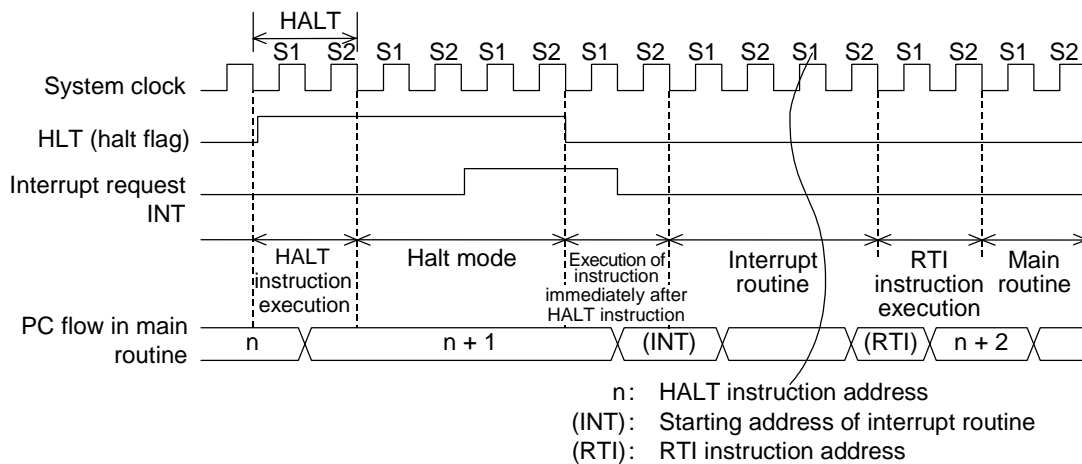 HALT
S1 S2 S1 S2 S1 S2 S1 S2 S1 S2 S1 S2 S1 S2 S1 S2
System clock
HLT (halt flag)
Interrupt request
INT
HALT
instruction
execution
Halt mode
Execution of
instruction
immediately after
HALT instruction
Interrupt
routine
RTI
instruction
execution
Main
routine
PC flow in main
routine
n n + 1 (INT) (RTI) n + 2
n: HALT instruction address
(INT): Starting address of interrupt routine
(RTI): RTI instruction address